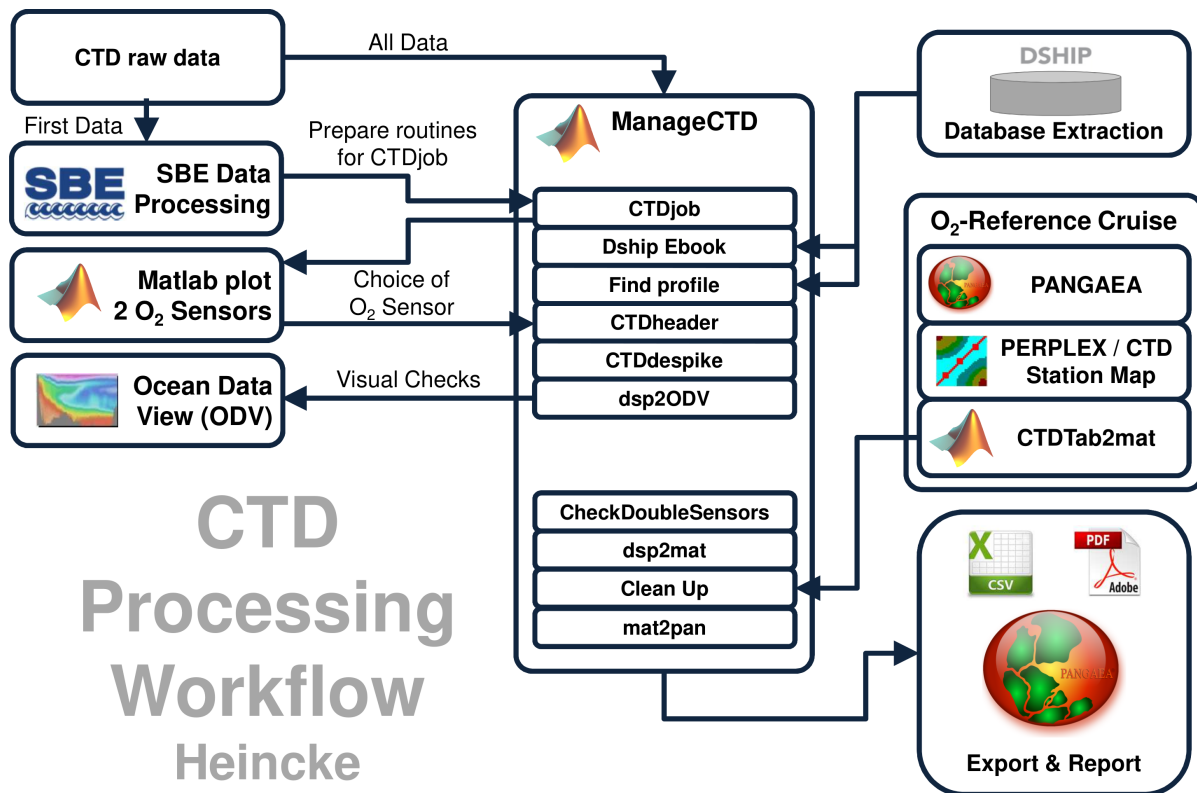 CTD raw data
All Data
First Data
SBE
SBE Data
Processing
Prepare routines
for CTDjob
Matlab plot
2 O₂ Sensors
Choice of
O₂ Sensor
Ocean Data
View (ODV)
Visual Checks
ManageCTD
CTDjob
Dship Ebook
Find profile
CTDheader
CTDdespike
dsp2ODV
CheckDoubleSensors
dsp2mat
Clean Up
mat2pan
DSHIP
Database Extraction
O₂-Reference Cruise
PANGAEA
PERPLEX / CTD
Station Map
CTDTab2mat
X
CSV
PDF
Adobe
PANGAEA
Export & Report
CTD
Processing
Workflow
Heincke